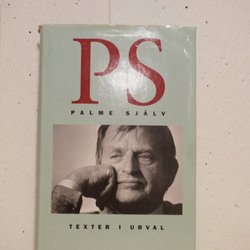 PS
PALME SJÄLV
TEXTER I URVAL